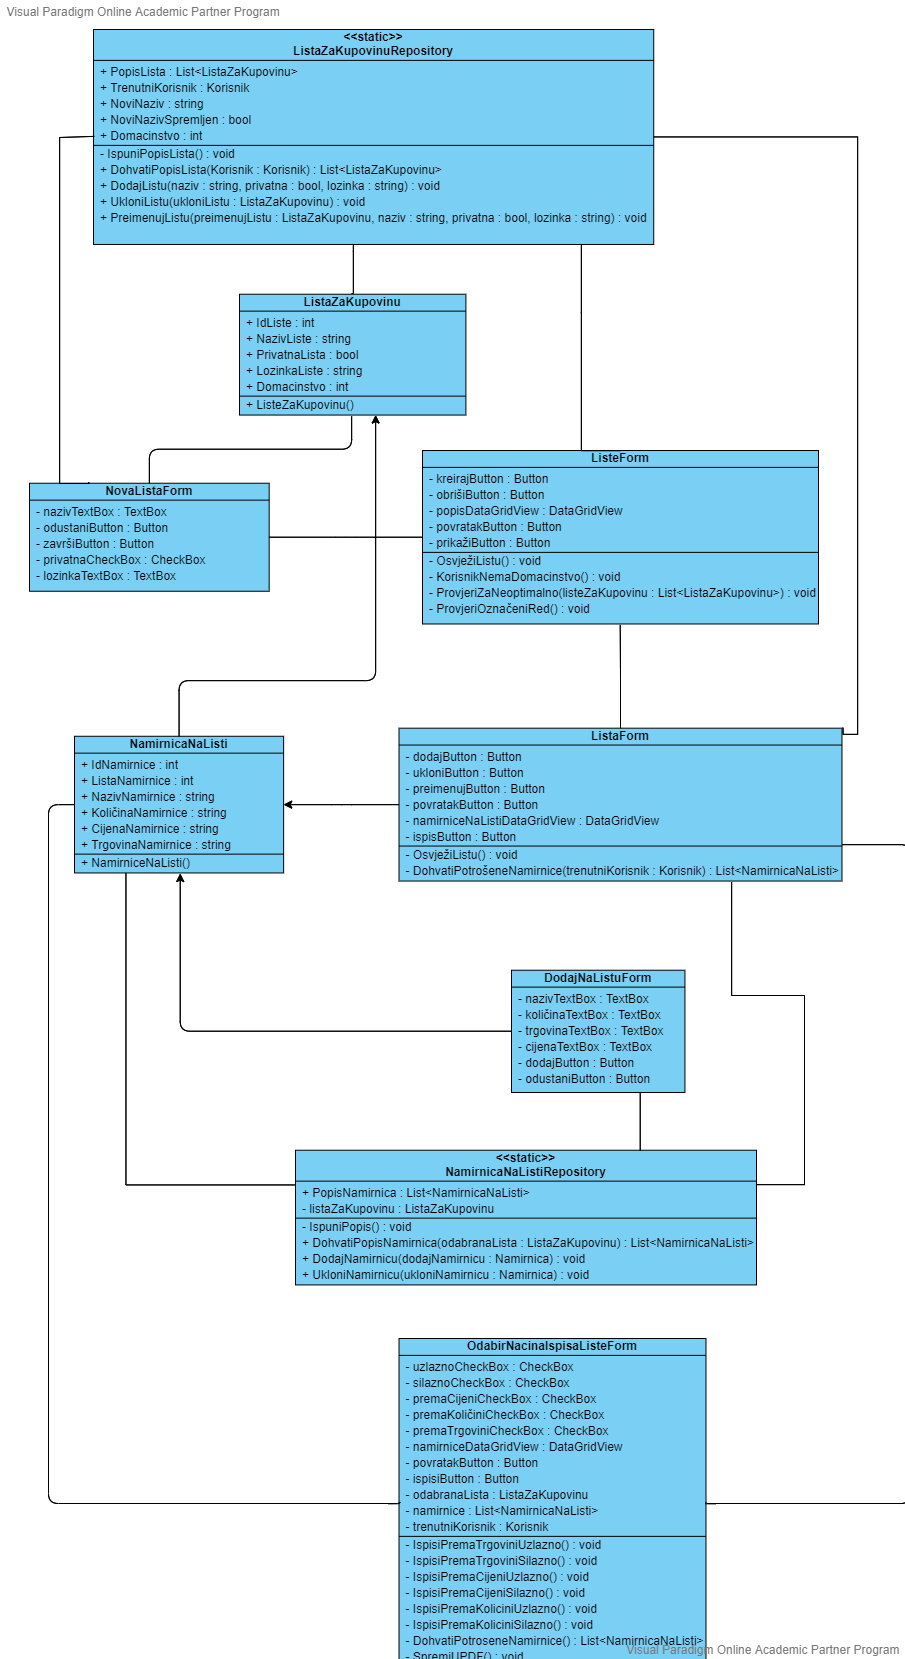 Visual Paradigm Online Academic Partner Program
<<static>>
ListaZaKupovinuRepository
+ PopisLista : List<ListaZaKupovinu>
+ TrenutniKorisnik : Korisnik
+ NoviNaziv : string
+ NoviNazivSpremljen : bool
+ Domacinstvo : int
- IspuniPopisLista() : void
+ DohvatiPopisLista(Korisnik : Korisnik) : List<ListaZaKupovinu>
+ DodajListu(naziv : string, privatna : bool, lozinka : string) : void
+ UkloniListu(ukloniListu : ListaZaKupovinu) : void
+ PreimenujListu(preimenujListu : ListaZaKupovinu, naziv : string, privatna : bool, lozinka : string) : void
ListaZaKupovinu
+ IdListe : int
+ NazivListe : string
+ PrivatnaLista : bool
+ LozinkaListe : string
+ Domacinstvo : int
+ ListeZaKupovinu()
ListeForm
- kreirajButton : Button
- obrišiButton : Button
- popisDataGridView : DataGridView
- povratakButton : Button
- prikažiButton : Button
- OsvježiListu() : void
- KorisnikNemaDomacinstvo() : void
- ProvjeriZaNeoptimalno(listeZaKupovinu : List<ListaZaKupovinu>) : void
- ProvjeriOznačeniRed() : void
NovaListaForm
- nazivTextBox : TextBox
- odustaniButton : Button
- završiButton : Button
- privatnaCheckBox : CheckBox
- lozinkaTextBox : TextBox
NamirnicaNaListi
+ IdNamirnice : int
+ ListaNamirnice : int
+ NazivNamirnice : string
+ KoličinaNamirnice : string
+ CijenaNamirnice : string
+ TrgovinaNamirnice : string
+ NamirniceNaListi()
ListaForm
- dodajButton : Button
- ukloniButton : Button
- preimenujButton : Button
- povratakButton : Button
- namirniceNaListiDataGridView : DataGridView
- ispisButton : Button
- OsvježiListu() : void
- DohvatiPotrošeneNamirnice(trenutniKorisnik : Korisnik) : List<NamirnicaNaListi>
DodajNaListuForm
- nazivTextBox : TextBox
- količinaTextBox : TextBox
- trgovinaTextBox : TextBox
- cijenaTextBox : TextBox
- dodajButton : Button
- odustaniButton : Button
<<static>>
NamirnicaNaListiRepository
+ PopisNamirnica : List<NamirnicaNaListi>
- listaZaKupovinu : ListaZaKupovinu
- IspuniPopis() : void
+ DohvatiPopisNamirnica(odabranaLista : ListaZaKupovinu) : List<NamirnicaNaListi>
+ DodajNamirnicu(dodajNamirnicu : Namirnica) : void
+ UkloniNamirnicu(ukloniNamirnicu : Namirnica) : void
OdabirNacinaIspisaListeForm
- uzlaznoCheckBox : CheckBox
- silaznoCheckBox : CheckBox
- premaCijeniCheckBox : CheckBox
- premaKoličiniCheckBox : CheckBox
- premaTrgoviniCheckBox : CheckBox
- namirniceDataGridView : DataGridView
- povratakButton : Button
- ispisiButton : Button
- odabranaLista : ListaZaKupovinu
- namirnice : List<NamirnicaNaListi>
- trenutniKorisnik : Korisnik
- IspisiPremaTrgoviniUzlazno() : void
- IspisiPremaTrgoviniSilazno() : void
- IspisiPremaCijeniUzlazno() : void
- IspisiPremaCijeniSilazno() : void
- IspisiPremaKoliciniUzlazno() : void
- IspisiPremaKoliciniSilazno() : void
- DohvatiPotroseneNamirnice() : List<NamirnicaNaListi>
- SpremiUPDF() : void
Visual Paradigm Online Academic Partner Program